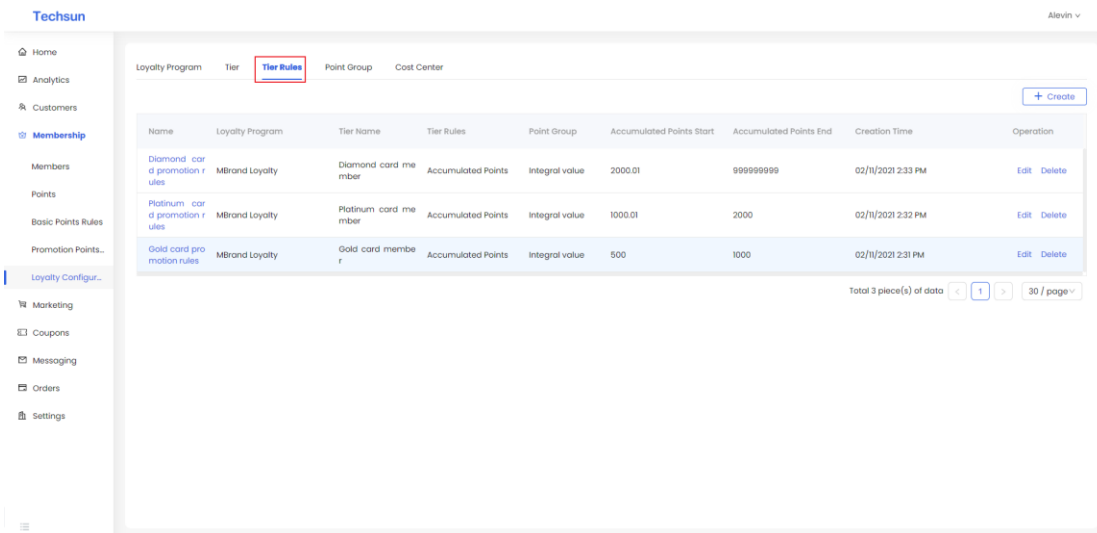 Techsun
Alevin
Home
Analytics
Customers
Membership
Members
Points
Basic Points Rules
Promotion Points...
Loyalty Configur...
Marketing
Coupons
Messaging
Orders
Settings
Loyalty Program Tier Tier Rules Point Group Cost Center
+ Create
Name Loyalty Program Tier Name Tier Rules Point Group Accumulated Points Start Accumulated Points End Creation Time Operation
Diamond car
d promotion r
ules
MBrand Loyalty
Diamond card me
mber
Accumulated Points Integral value 2000.01 999999999 02/11/2021 2:33 PM Edit Delete
Platinum car
d promotion r
ules
MBrand Loyalty
Platinum card me
mber
Accumulated Points Integral value 1000.01 2000 02/11/2021 2:32 PM Edit Delete
Gold card pro
motion rules
MBrand Loyalty
Gold card membe
r
Accumulated Points Integral value 500 1000 02/11/2021 2:31 PM Edit Delete
Total 3 piece(s) of data < 1 > 30 / page